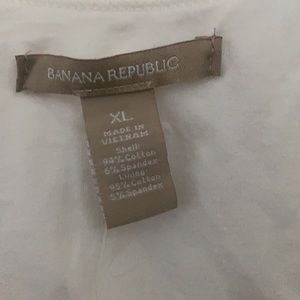 BANANA REPUBLIC
XL
MADE IN
VIETNAM
Shell:
94% Cotton
6% Spandex
Lining:
95% Cotton
5% Spandex